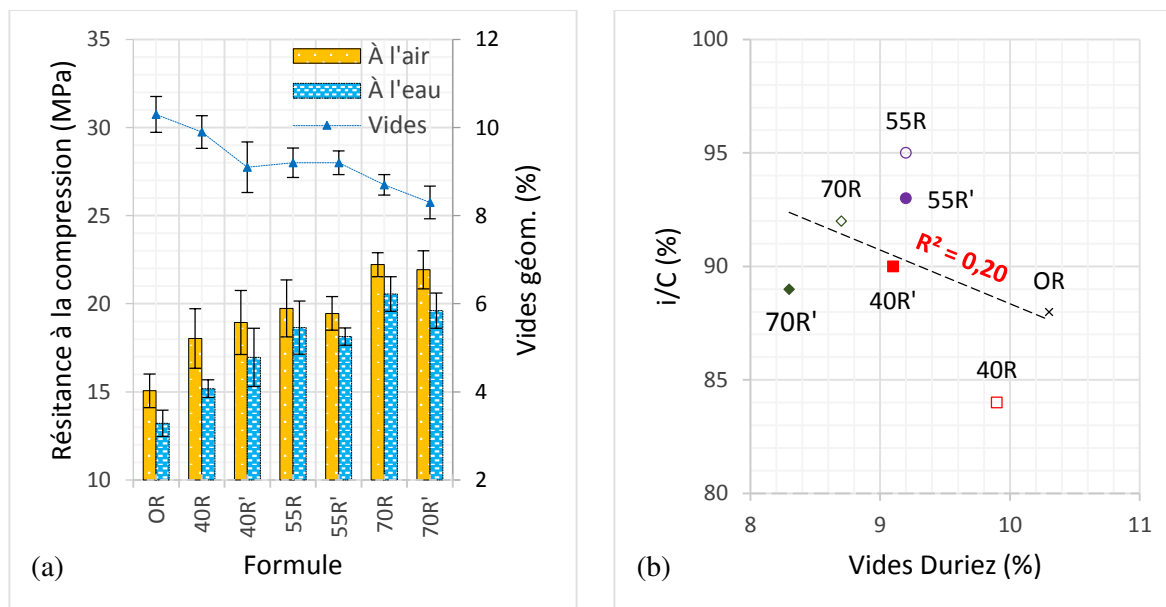 35
30
25
20
15
10
Résitance à la compression (MPa)
12
10
8
6
4
2
Vides géom. (%)
À l'air
À l'eau
Vides
OR
40R
40R'
55R
55R'
70R
70R'
Formule
(a)
100
95
90
85
80
i/C (%)
55R
70R
55R'
R² = 0,20
40R'
OR
70R'
40R
8
9
10
11
Vides Duriez (%)
(b)